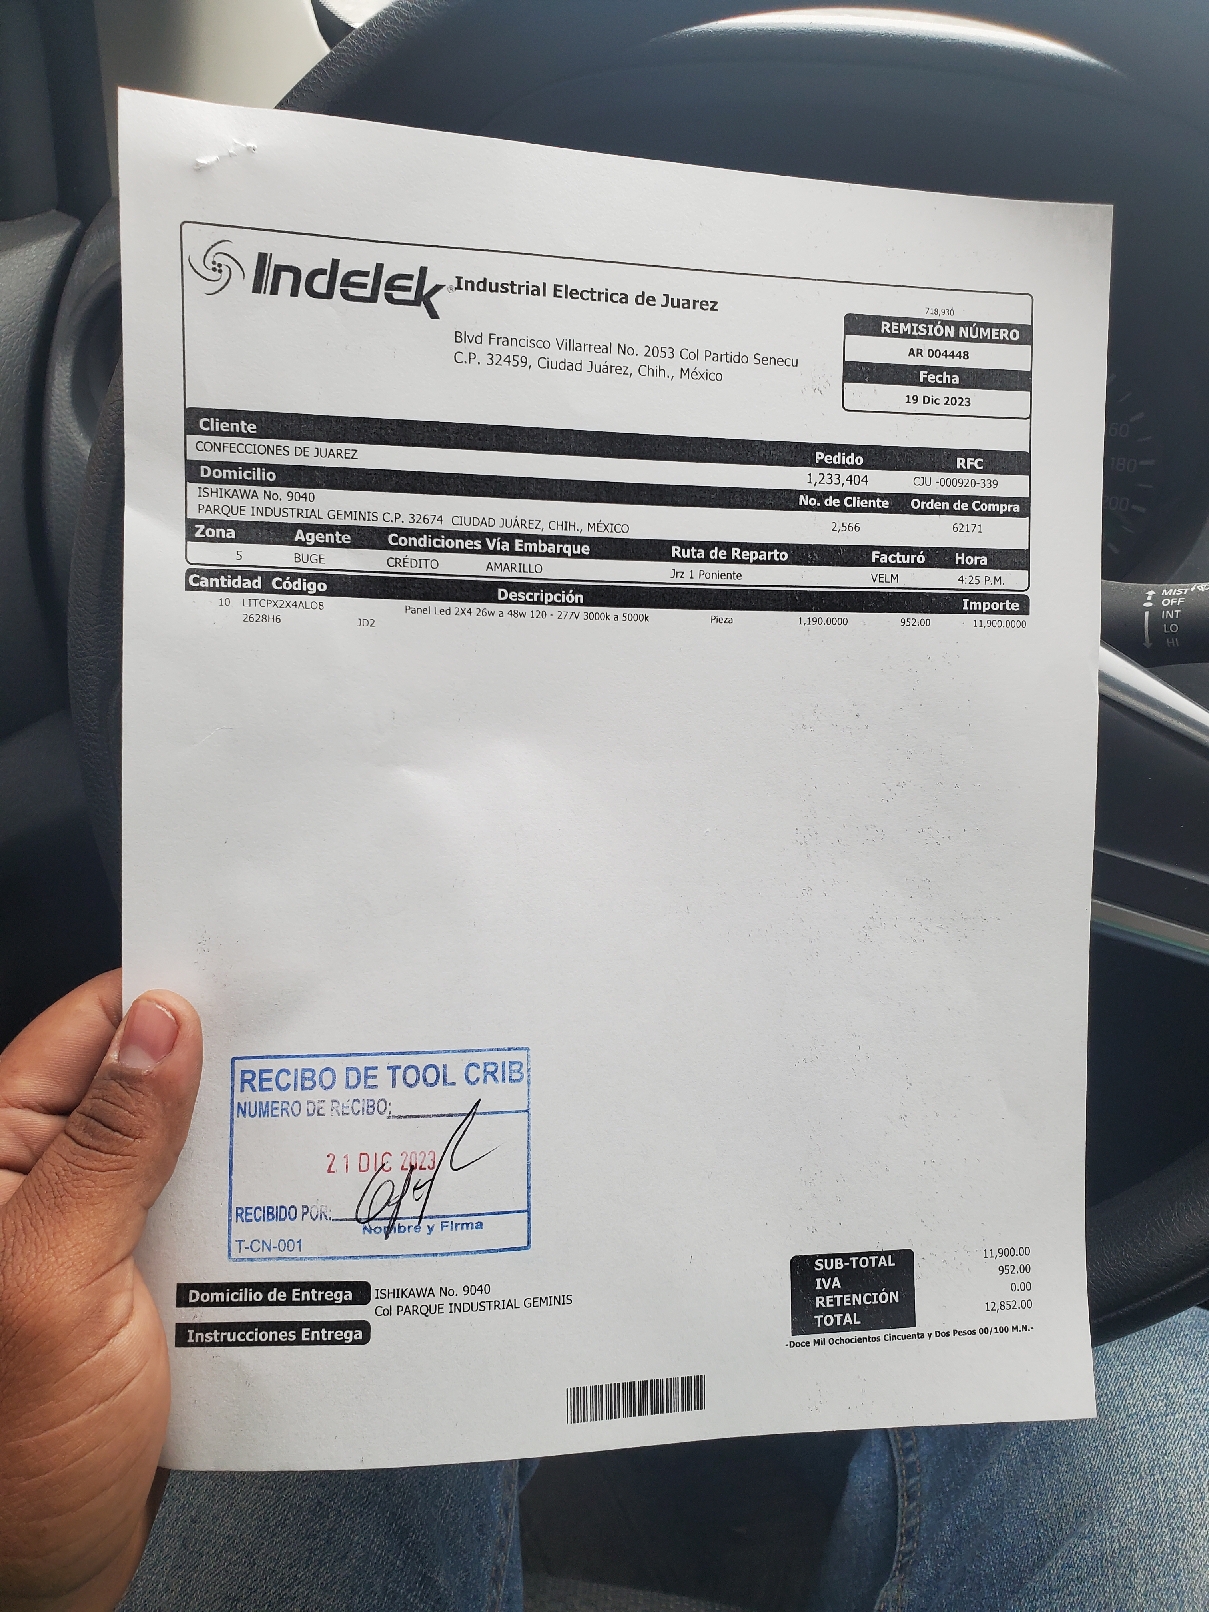 Indelek
Industrial Electrica de Juarez
Blvd Francisco Villarreal No. 2053 Col Partido Senecu
C.P. 32459, Ciudad Juárez, Chih., México
REMISIÓN NÚMERO
AR 004448
Fecha
19 Dic 2023
Cliente
CONFECCIONES DE JUAREZ
Pedido RFC
1,233,404 CJU -000920-339
Domicilio
ISHIKAWA No. 9040
PARQUE INDUSTRIAL GEMINIS C.P. 32674 CIUDAD JUÁREZ, CHIH., MÉXICO
No. de Cliente Orden de Compra
2,566 62171
Zona Agente Condiciones Vía Embarque Ruta de Reparto Facturó Hora
5 BUGE CRÉDITO AMARILLO Jrz 1 Poniente VELM 4:25 P.M.
Cantidad Código Descripción Importe
10 Panel Led 2X4 26w a 48w 120 - 277V 3000k a 5000k Pieza 1,190.0000 952.00 11,900.0000
2628H6 JD2
RECIBO DE TOOL CRIB
NUMERO DE RECIBO:
21 DIC 2023
RECIBIDO POR:
Nombre y Firma
T-CN-001
Domicilio de Entrega
ISHIKAWA No. 9040
Col PARQUE INDUSTRIAL GEMINIS
Instrucciones Entrega
SUB-TOTAL 11,900.00
IVA 952.00
RETENCIÓN 0.00
TOTAL 12,852.00
-Doce Mil Ochocientos Cincuenta y Dos Pesos 00/100 M.N.-
MIST
OFF
INT
LO
HI
160
180
200